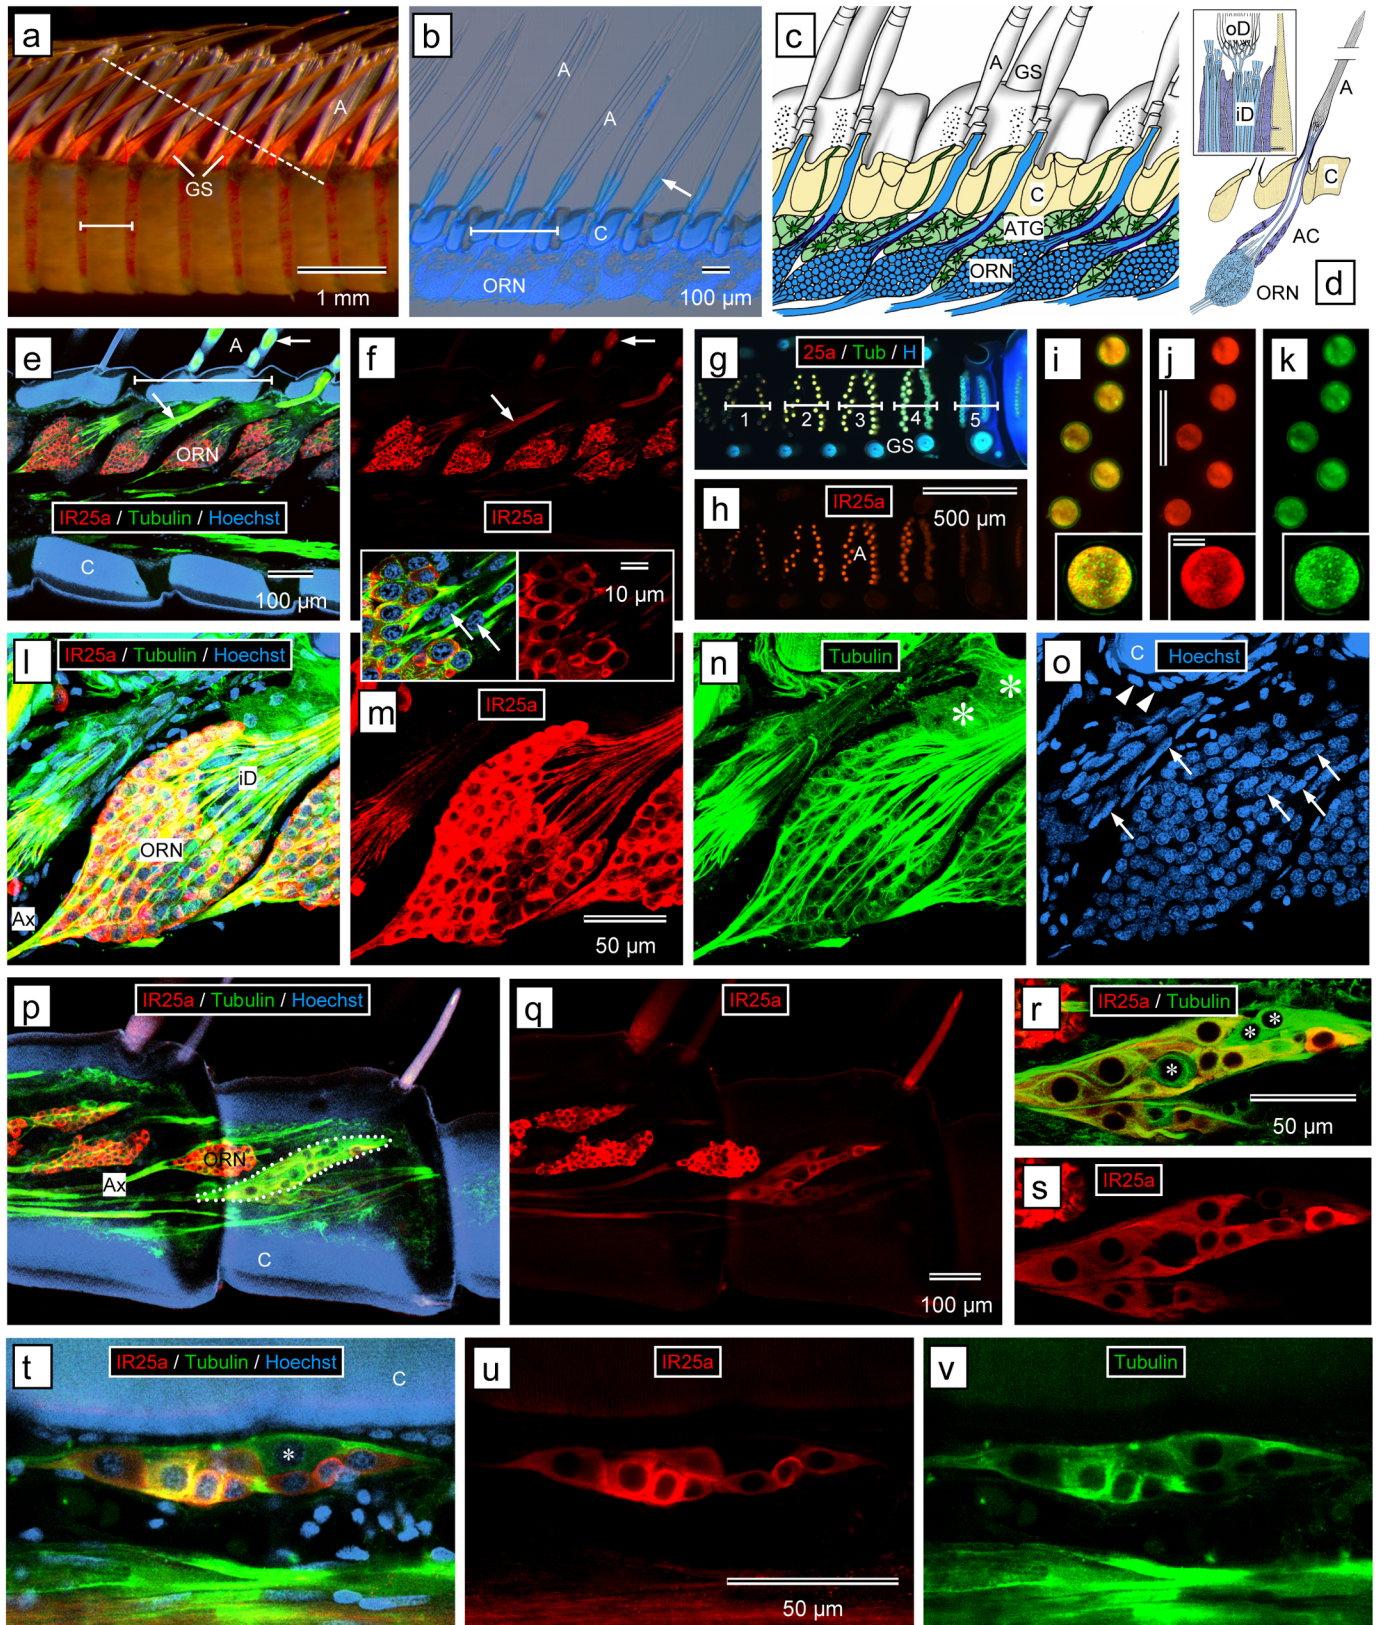 a
A
GS
1 mm
b
A
A
C
ORN
100 µm
c
A
GS
C
ATG
ORN
oD
iD
A
C
AC
ORN
d
e
A
ORN
IR25a / Tubulin / Hoechst
C
100 µm
f
IR25a
10 µm
g
25a / Tub / H
1 2 3 4 5
GS
h
IR25a
A
500 µm
i
j
k
l
IR25a / Tubulin / Hoechst
iD
ORN
Ax
m
IR25a
50 µm
n
Tubulin
* *
o
C
Hoechst
p
IR25a / Tubulin / Hoechst
ORN
Ax
C
q
IR25a
100 µm
r
IR25a / Tubulin
* * *
50 µm
s
IR25a
t
IR25a / Tubulin / Hoechst
C
*
u
IR25a
50 µm
v
Tubulin